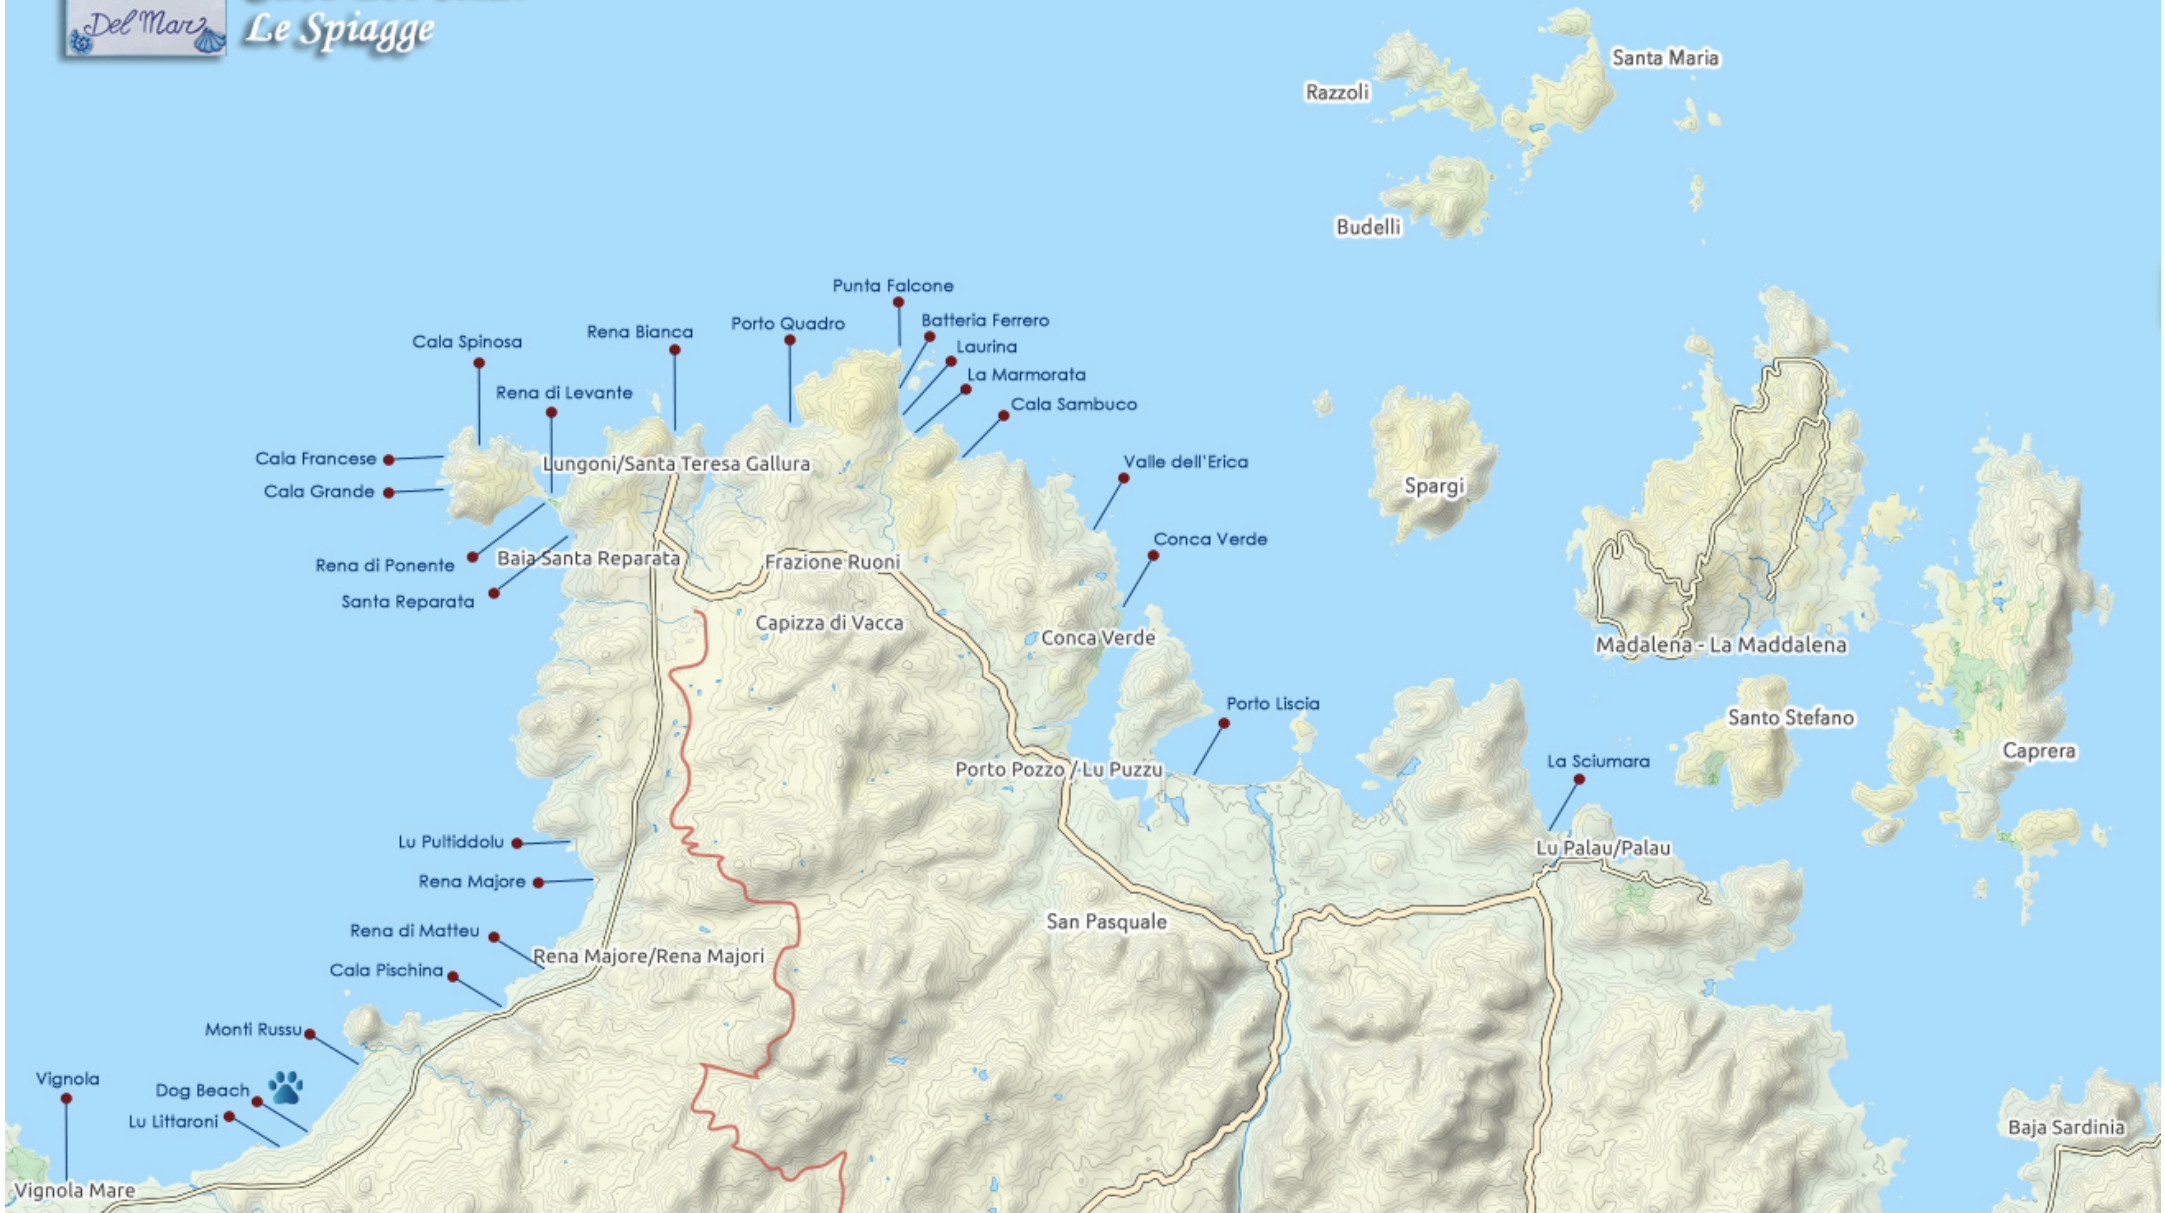 Del Mar
Le Spiagge
Santa Maria
Razzoli
Budelli
Punta Falcone
Batteria Ferrero
Porto Quadro
Rena Bianca
Cala Spinosa
Laurina
La Marmorata
Rena di Levante
Cala Sambuco
Cala Francese
Lungoni/Santa Teresa Gallura
Valle dell'Erica
Cala Grande
Spargi
Conca Verde
Rena di Ponente
Baia Santa Reparata
Frazione Ruoni
Santa Reparata
Capizza di Vacca
Conca Verde
Madalena - La Maddalena
Porto Liscia
Santo Stefano
Caprera
La Sciumara
Porto Pozzo / Lu Puzzu
Lu Pultiddolu
Lu Palau/Palau
Rena Majore
San Pasquale
Rena di Matteu
Rena Majore/Rena Majori
Cala Pischina
Monti Russu
Vignola
Dog Beach
Lu Littaroni
Baja Sardinia
Vignola Mare